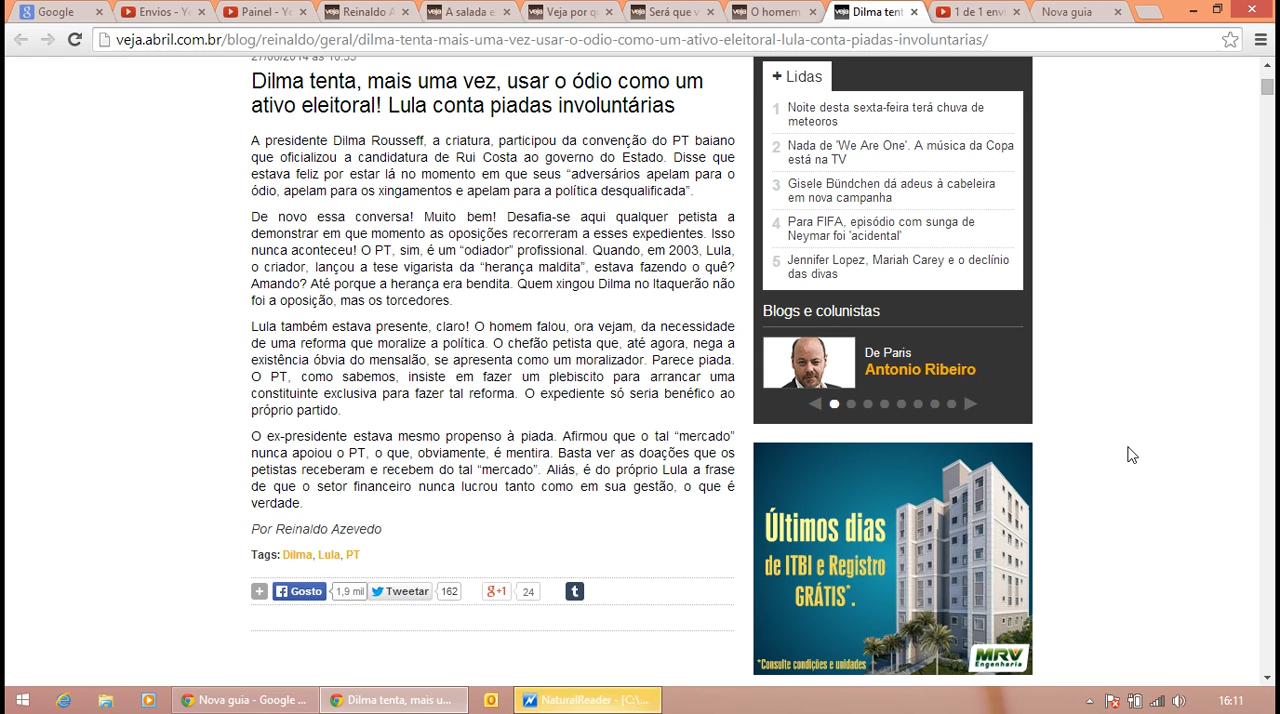 Google
Envios - Yo
Painel - Yo
veja
Reinaldo A
veja
A salada e
veja
Veja por q
veja
Será que v
veja
O homem
veja
Dilma tent
1 de 1 envi
Nova guia
veja.abril.com.br/blog/reinaldo/geral/dilma-tenta-mais-uma-vez-usar-o-odio-como-um-ativo-eleitoral-lula-conta-piadas-involuntarias/
Dilma tenta, mais uma vez, usar o ódio como um
ativo eleitoral! Lula conta piadas involuntárias
A presidente Dilma Rousseff, a criatura, participou da convenção do PT baiano
que oficializou a candidatura de Rui Costa ao governo do Estado. Disse que
estava feliz por estar lá no momento em que seus “adversários apelam para o
ódio, apelam para os xingamentos e apelam para a política desqualificada”.
De novo essa conversa! Muito bem! Desafia-se aqui qualquer petista a
demonstrar em que momento as oposições recorreram a esses expedientes. Isso
nunca aconteceu! O PT, sim, é um “odiador” profissional. Quando, em 2003, Lula,
o criador, lançou a tese vigarista da “herança maldita”, estava fazendo o quê?
Amando? Até porque a herança era bendita. Quem xingou Dilma no Itaquerão não
foi a oposição, mas os torcedores.
Lula também estava presente, claro! O homem falou, ora vejam, da necessidade
de uma reforma que moralize a política. O chefão petista que, até agora, nega a
existência óbvia do mensalão, se apresenta como um moralizador. Parece piada.
O PT, como sabemos, insiste em fazer um plebiscito para arrancar uma
constituinte exclusiva para fazer tal reforma. O expediente só seria benéfico ao
próprio partido.
O ex-presidente estava mesmo propenso à piada. Afirmou que o tal “mercado”
nunca apoiou o PT, o que, obviamente, é mentira. Basta ver as doações que os
petistas receberam e recebem do tal “mercado”. Aliás, é do próprio Lula a frase
de que o setor financeiro nunca lucrou tanto como em sua gestão, o que é
verdade.
Por Reinaldo Azevedo
Tags: Dilma, Lula, PT
+ Gosto 1,9 mil Tweetar 162 g+1 24 t
+ Lidas
1 Noite desta sexta-feira terá chuva de
meteoros
2 Nada de 'We Are One'. A música da Copa
está na TV
3 Gisele Bündchen dá adeus à cabeleira
em nova campanha
4 Para FIFA, episódio com sunga de
Neymar foi 'acidental'
5 Jennifer Lopez, Mariah Carey e o declínio
das divas
Blogs e colunistas
De Paris
Antonio Ribeiro
Últimos dias
de ITBI e Registro
GRÁTIS*.
*Consulte condições e unidades
MRV
Engenharia
Nova guia - Google ...
Dilma tenta, mais u...
NaturalReader - [C:\...
16:11